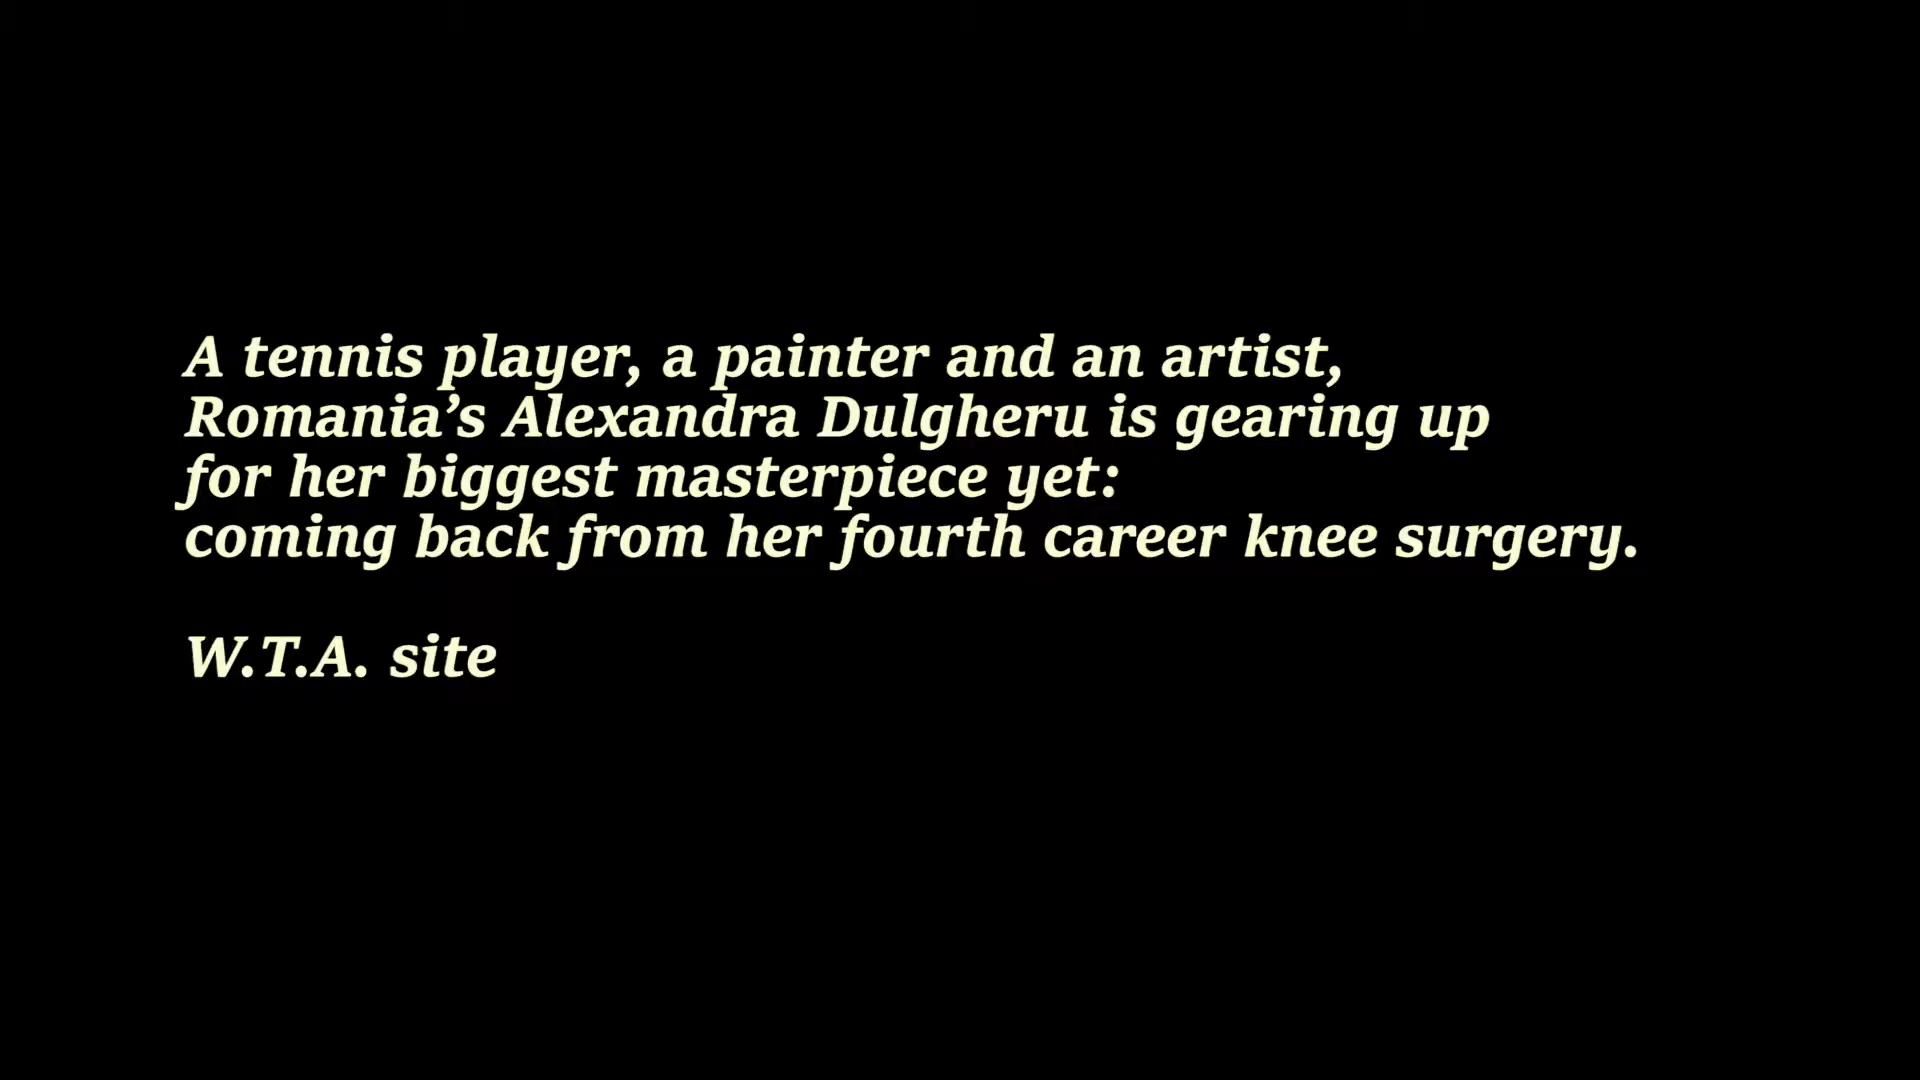 A tennis player, a painter and an artist,
Romania’s Alexandra Dulgheru is gearing up
for her biggest masterpiece yet:
coming back from her fourth career knee surgery.
W.T.A. site